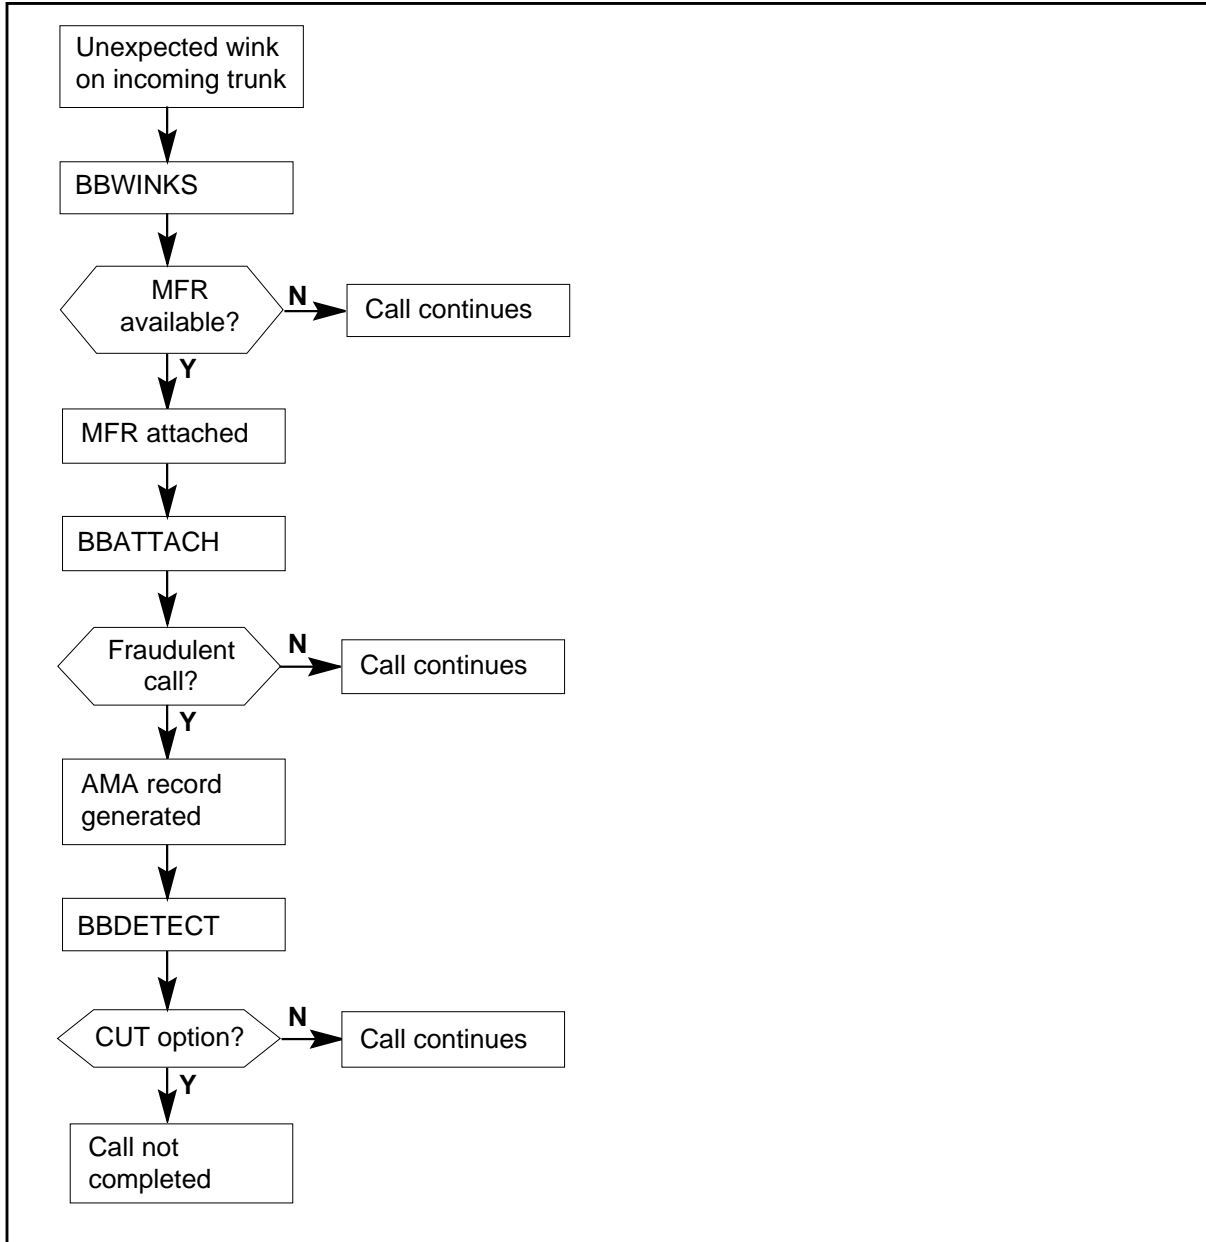 Unexpected wink
on incoming trunk
BBWINKS
MFR
available?
N
Call continues
Y
MFR attached
BBATTACH
Fraudulent
call?
N
Call continues
Y
AMA record
generated
BBDETECT
CUT option?
N
Call continues
Y
Call not
completed